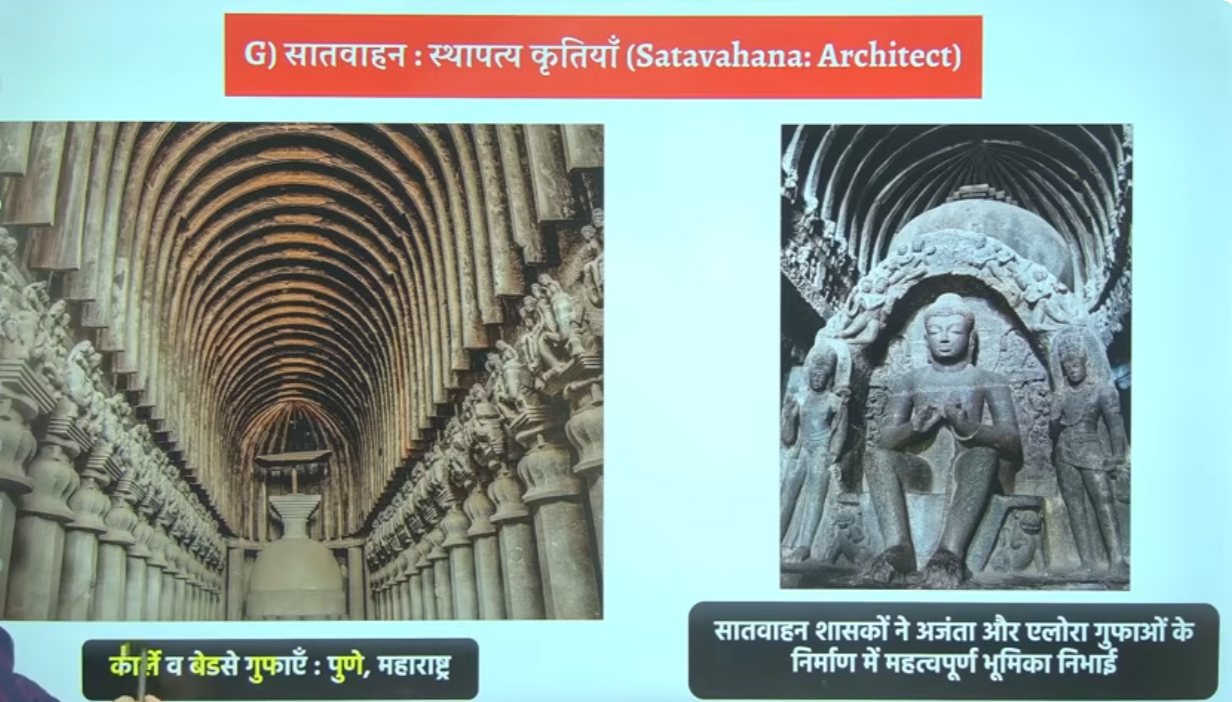 G) सातवाहन : स्थापत्य कृतियाँ (Satavahana: Architect)
कार्ले व बेडसे गुफाएँ : पुणे, महाराष्ट्र
सातवाहन शासकों ने अजंता और एलोरा गुफाओं के
निर्माण में महत्वपूर्ण भूमिका निभाई